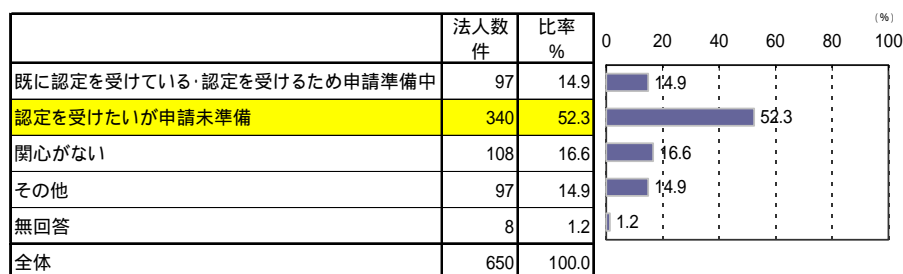 法人数 比率
件 %
既に認定を受けている・認定を受けるため申請準備中 97 14.9
認定を受けたいが申請未準備 340 52.3
関心がない 108 16.6
その他 97 14.9
無回答 8 1.2
全体 650 100.0
(%)
0 20 40 60 80 100
14.9
52.3
16.6
14.9
1.2